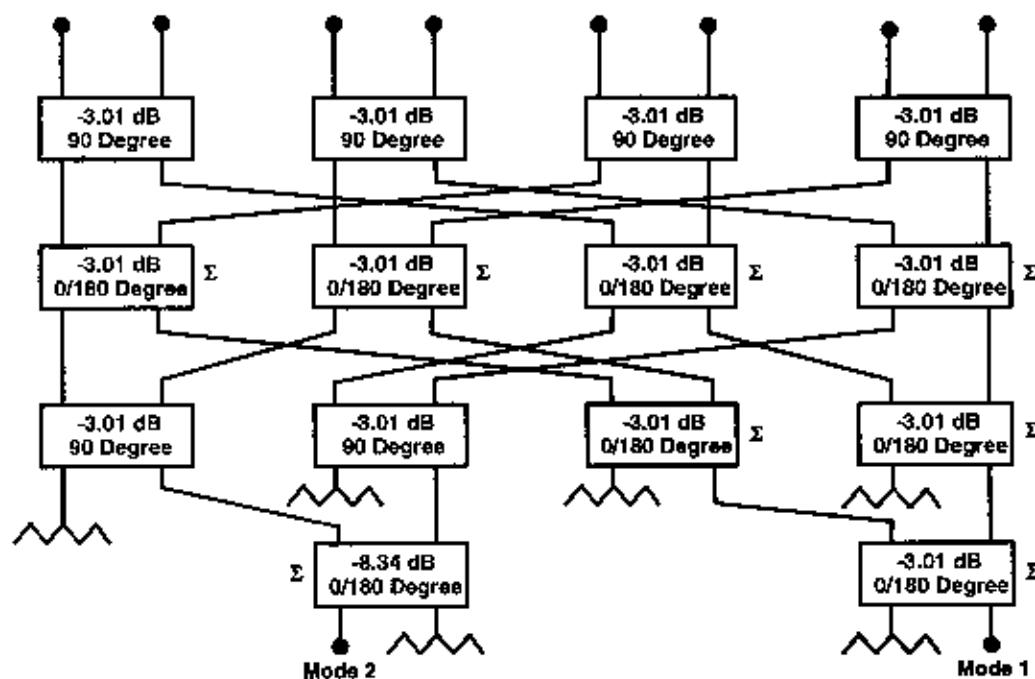 -3.01 dB
90 Degree
-3.01 dB
90 Degree
-3.01 dB
90 Degree
-3.01 dB
90 Degree
-3.01 dB
0/180 Degree
Σ
-3.01 dB
0/180 Degree
Σ
-3.01 dB
0/180 Degree
Σ
-3.01 dB
0/180 Degree
Σ
-3.01 dB
90 Degree
-3.01 dB
90 Degree
-3.01 dB
0/180 Degree
Σ
-3.01 dB
0/180 Degree
Σ
Σ
-8.34 dB
0/180 Degree
-3.01 dB
0/180 Degree
Σ
Mode 2
Mode 1